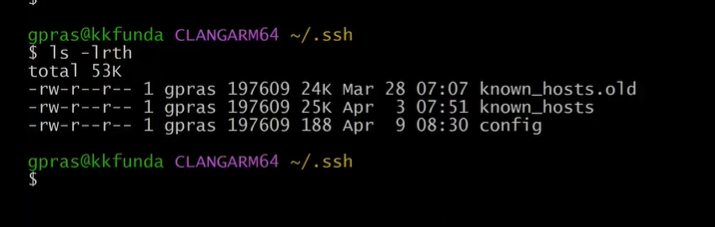 $
gpras@kkfunda CLANGARM64 ~/.ssh
$ ls -lrth
total 53K
-rw-r--r-- 1 gpras 197609 24K Mar 28 07:07 known_hosts.old
-rw-r--r-- 1 gpras 197609 25K Apr  3 07:51 known_hosts
-rw-r--r-- 1 gpras 197609 188 Apr  9 08:30 config
gpras@kkfunda CLANGARM64 ~/.ssh
$